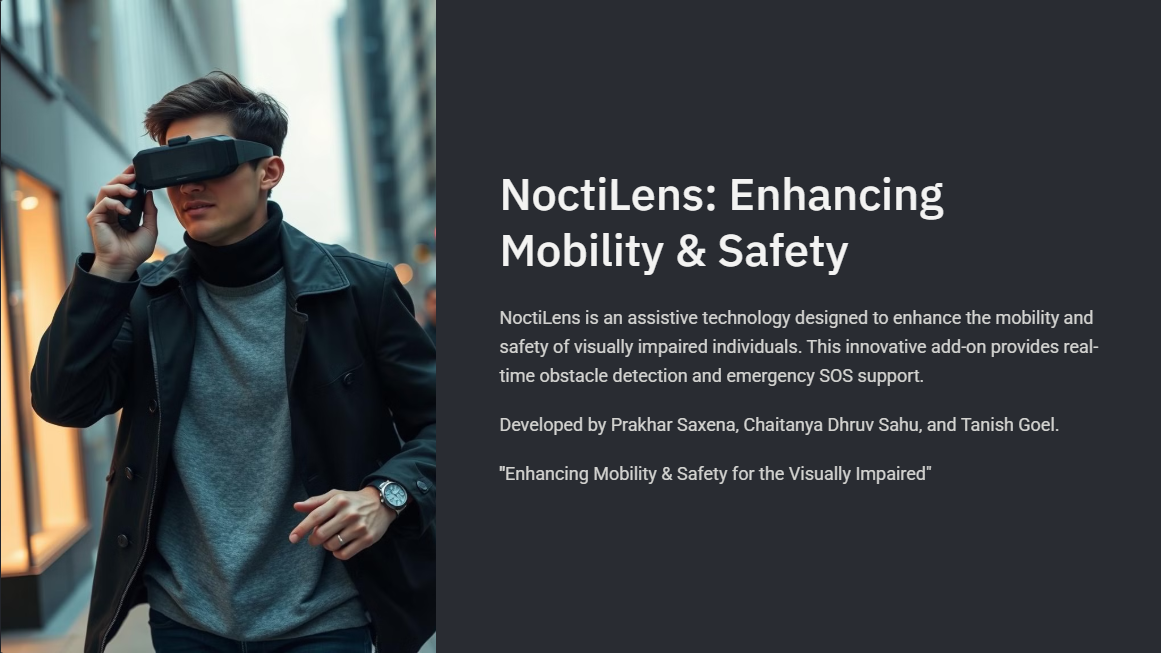 NoctiLens: Enhancing
Mobility & Safety
NoctiLens is an assistive technology designed to enhance the mobility and
safety of visually impaired individuals. This innovative add-on provides real-
time obstacle detection and emergency SOS support.
Developed by Prakhar Saxena, Chaitanya Dhruv Sahu, and Tanish Goel.
"Enhancing Mobility & Safety for the Visually Impaired"